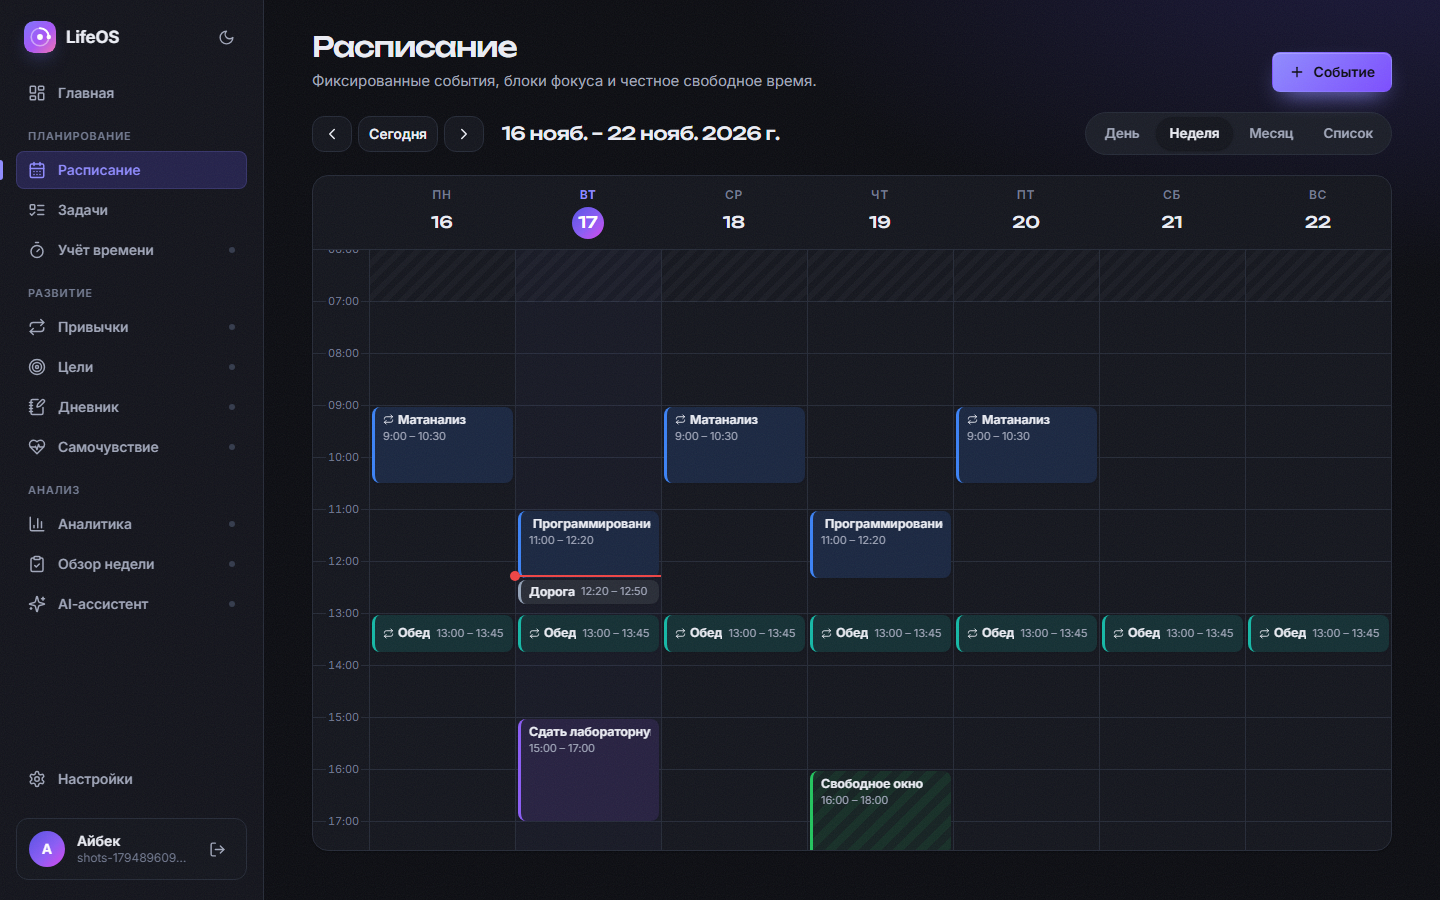 LifeOS
Главная
ПЛАНИРОВАНИЕ
Расписание
Задачи
Учёт времени
РАЗВИТИЕ
Привычки
Цели
Дневник
Самочувствие
АНАЛИЗ
Аналитика
Обзор недели
AI-ассистент
Настройки
А
Айбек
shots-179489609...
Расписание
Фиксированные события, блоки фокуса и честное свободное время.
+ Событие
Сегодня
16 нояб. – 22 нояб. 2026 г.
День Неделя Месяц Список
ПН ВТ СР ЧТ ПТ СБ ВС
16 17 18 19 20 21 22
07:00
08:00
09:00
Матанализ Матанализ Матанализ
9:00 – 10:30 9:00 – 10:30 9:00 – 10:30
10:00
11:00
Программировани Программировани
11:00 – 12:20 11:00 – 12:20
12:00
Дорога 12:20 – 12:50
13:00
Обед 13:00 – 13:45 Обед 13:00 – 13:45 Обед 13:00 – 13:45 Обед 13:00 – 13:45 Обед 13:00 – 13:45 Обед 13:00 – 13:45 Обед 13:00 – 13:45
14:00
15:00
Сдать лабораторну
15:00 – 17:00
16:00
Свободное окно
16:00 – 18:00
17:00